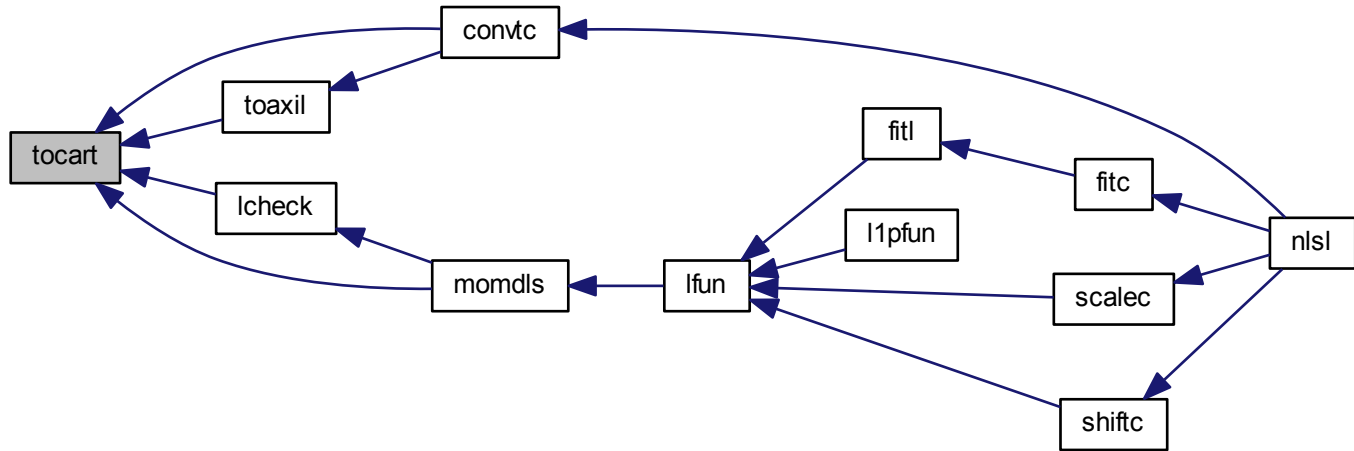 tocart
convtc
toaxil
lcheck
momdls
lfun
fitl
l1pfun
scalec
shiftc
fitc
nlsl